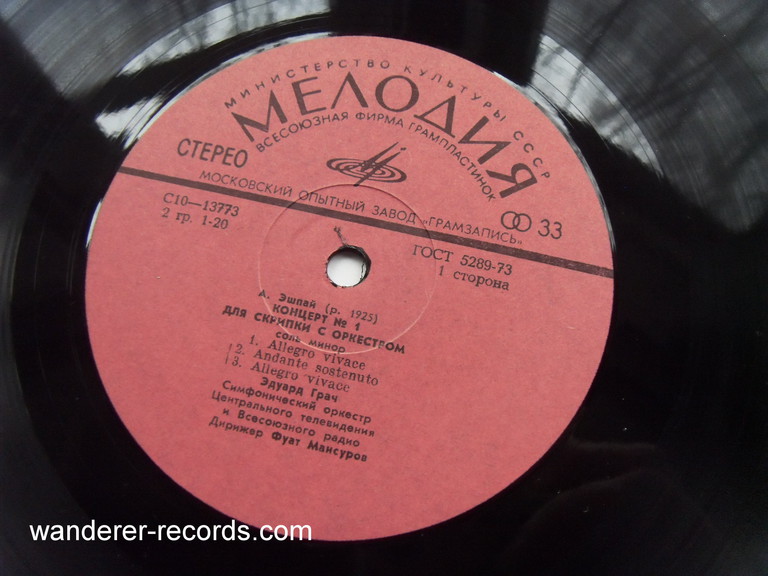 МИНИСТЕРСТВО КУЛЬТУРЫ СССР
МЕЛОДИЯ
ВСЕСОЮЗНАЯ ФИРМА ГРАМПЛАСТИНОК
СТЕРЕО
33
МОСКОВСКИЙ ОПЫТНЫЙ ЗАВОД „ГРАМЗАПИСЬ"
С10—13773
2 гр. 1-20
ГОСТ 5289-73
1 сторона
А. Эшпай (р. 1925)
КОНЦЕРТ № 1
ДЛЯ СКРИПКИ С ОРКЕСТРОМ
соль минор
1. Allegro vivace
2. Andante sostenuto
3. Allegro vivace
Эдуард Грач
Симфонический оркестр
Центрального телевидения
и Всесоюзного радио
Дирижер Фуат Мансуров
wanderer-records.com